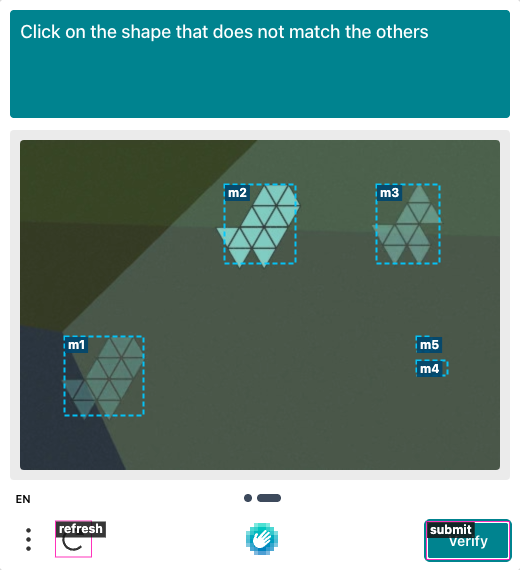 Click on the shape that does not match the others
m2
m3
m1
m5
m4
EN
refresh
submit
Verify